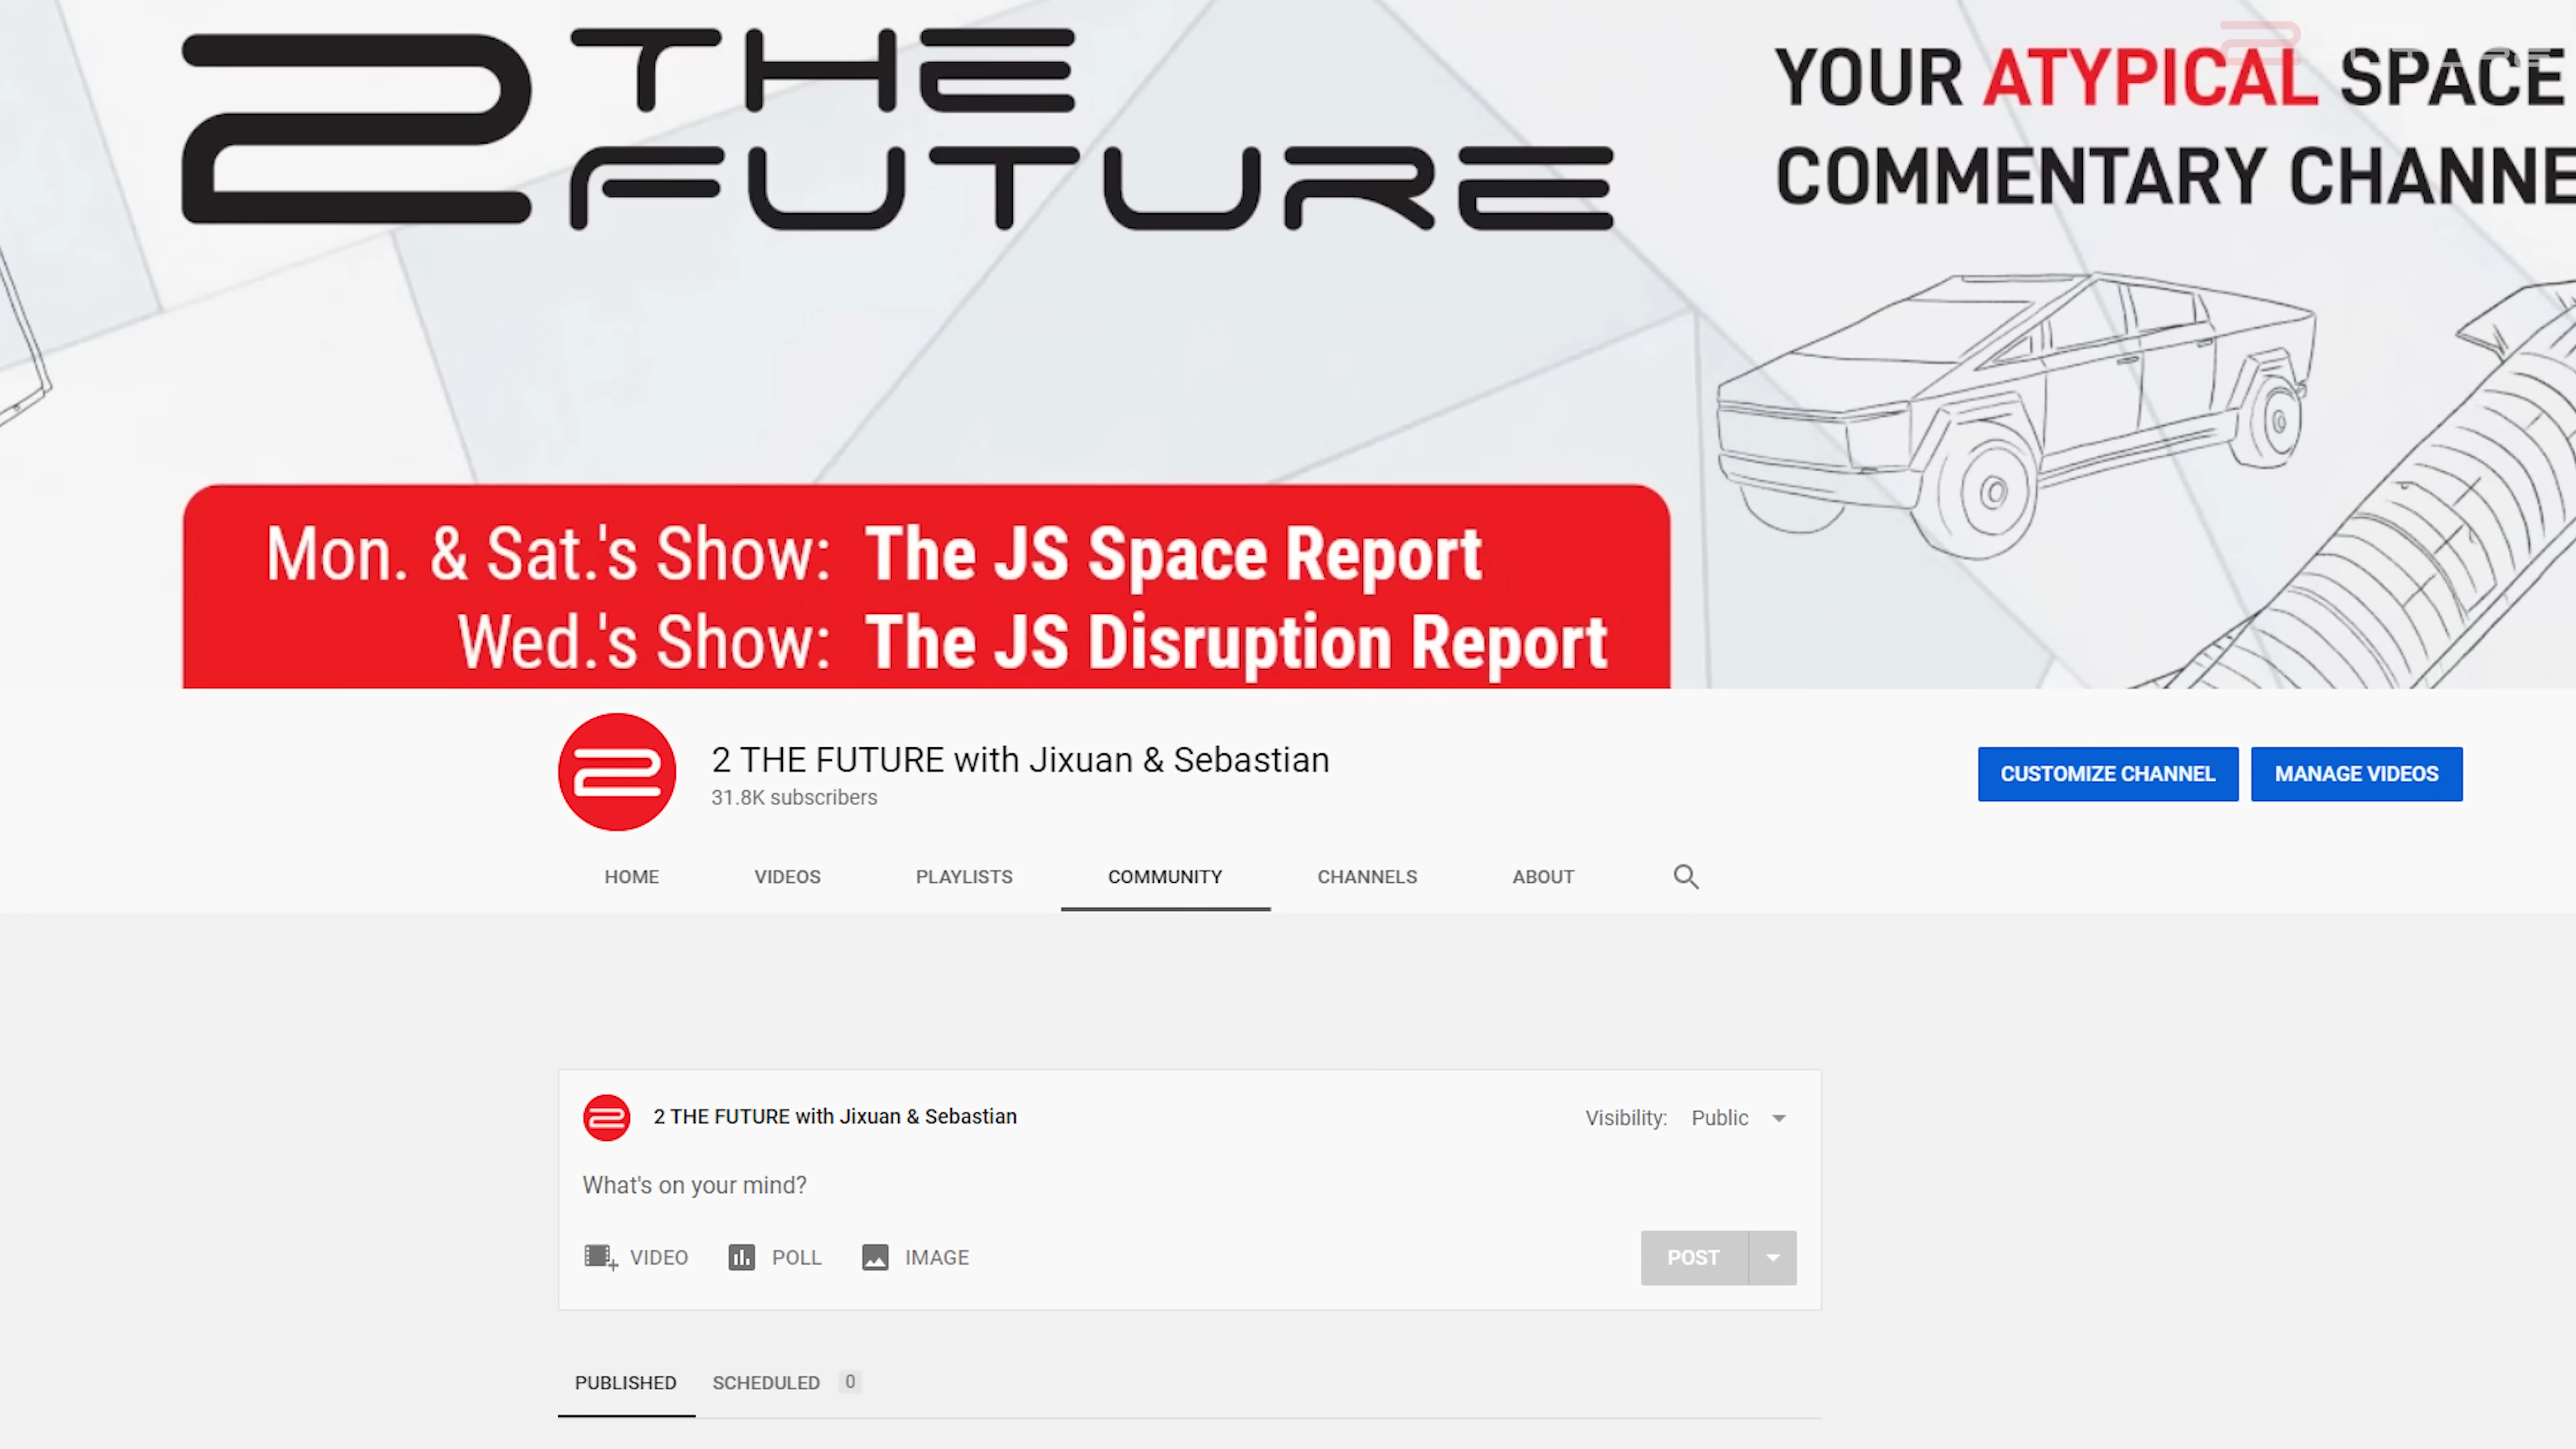 2 THE
FUTURE
YOUR ATYPICAL SPACE
COMMENTARY
Mon. & Sat.'s Show: The JS Space Report
Wed.'s Show: The JS Disruption Report
2 THE FUTURE with Jixuan & Sebastian
31.8K subscribers
CUSTOMIZE CHANNEL
MANAGE VIDEOS
HOME
VIDEOS
PLAYLISTS
COMMUNITY
CHANNELS
ABOUT
2 THE FUTURE with Jixuan & Sebastian
Visibility: Public
What's on your mind?
VIDEO
POLL
IMAGE
POST
PUBLISHED
SCHEDULED 0